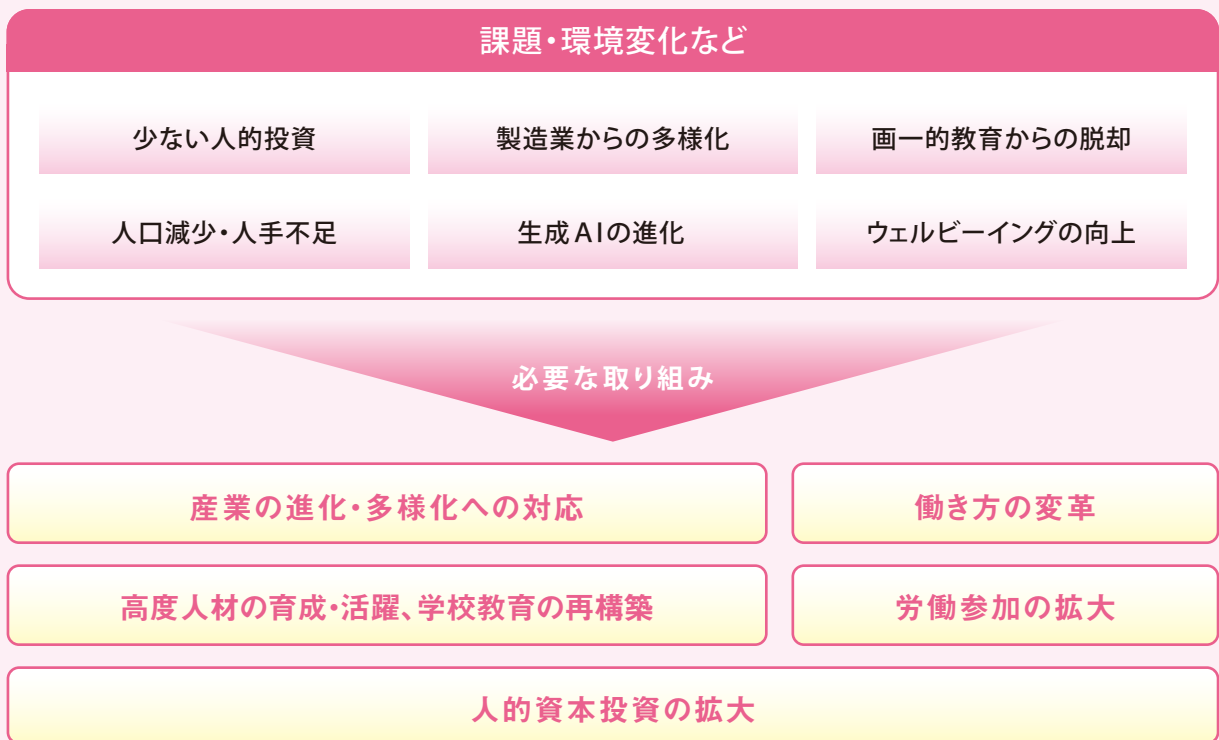 課題・環境変化など
少ない人的投資
製造業からの多様化
画一的教育からの脱却
人口減少・人手不足
生成AIの進化
ウェルビーイングの向上
必要な取り組み
産業の進化・多様化への対応
働き方の変革
高度人材の育成・活躍、学校教育の再構築
労働参加の拡大
人的資本投資の拡大